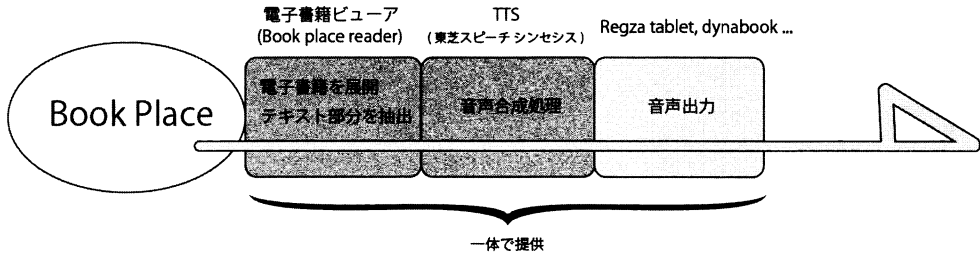 電子書籍ビューア
(Book place reader)
TTS
(東芝スピーチ シンセシス)
Regza tablet, dynabook ...
Book Place
電子書籍を展開
テキスト部分を抽出
音声合成処理
音声出力
一体で提供